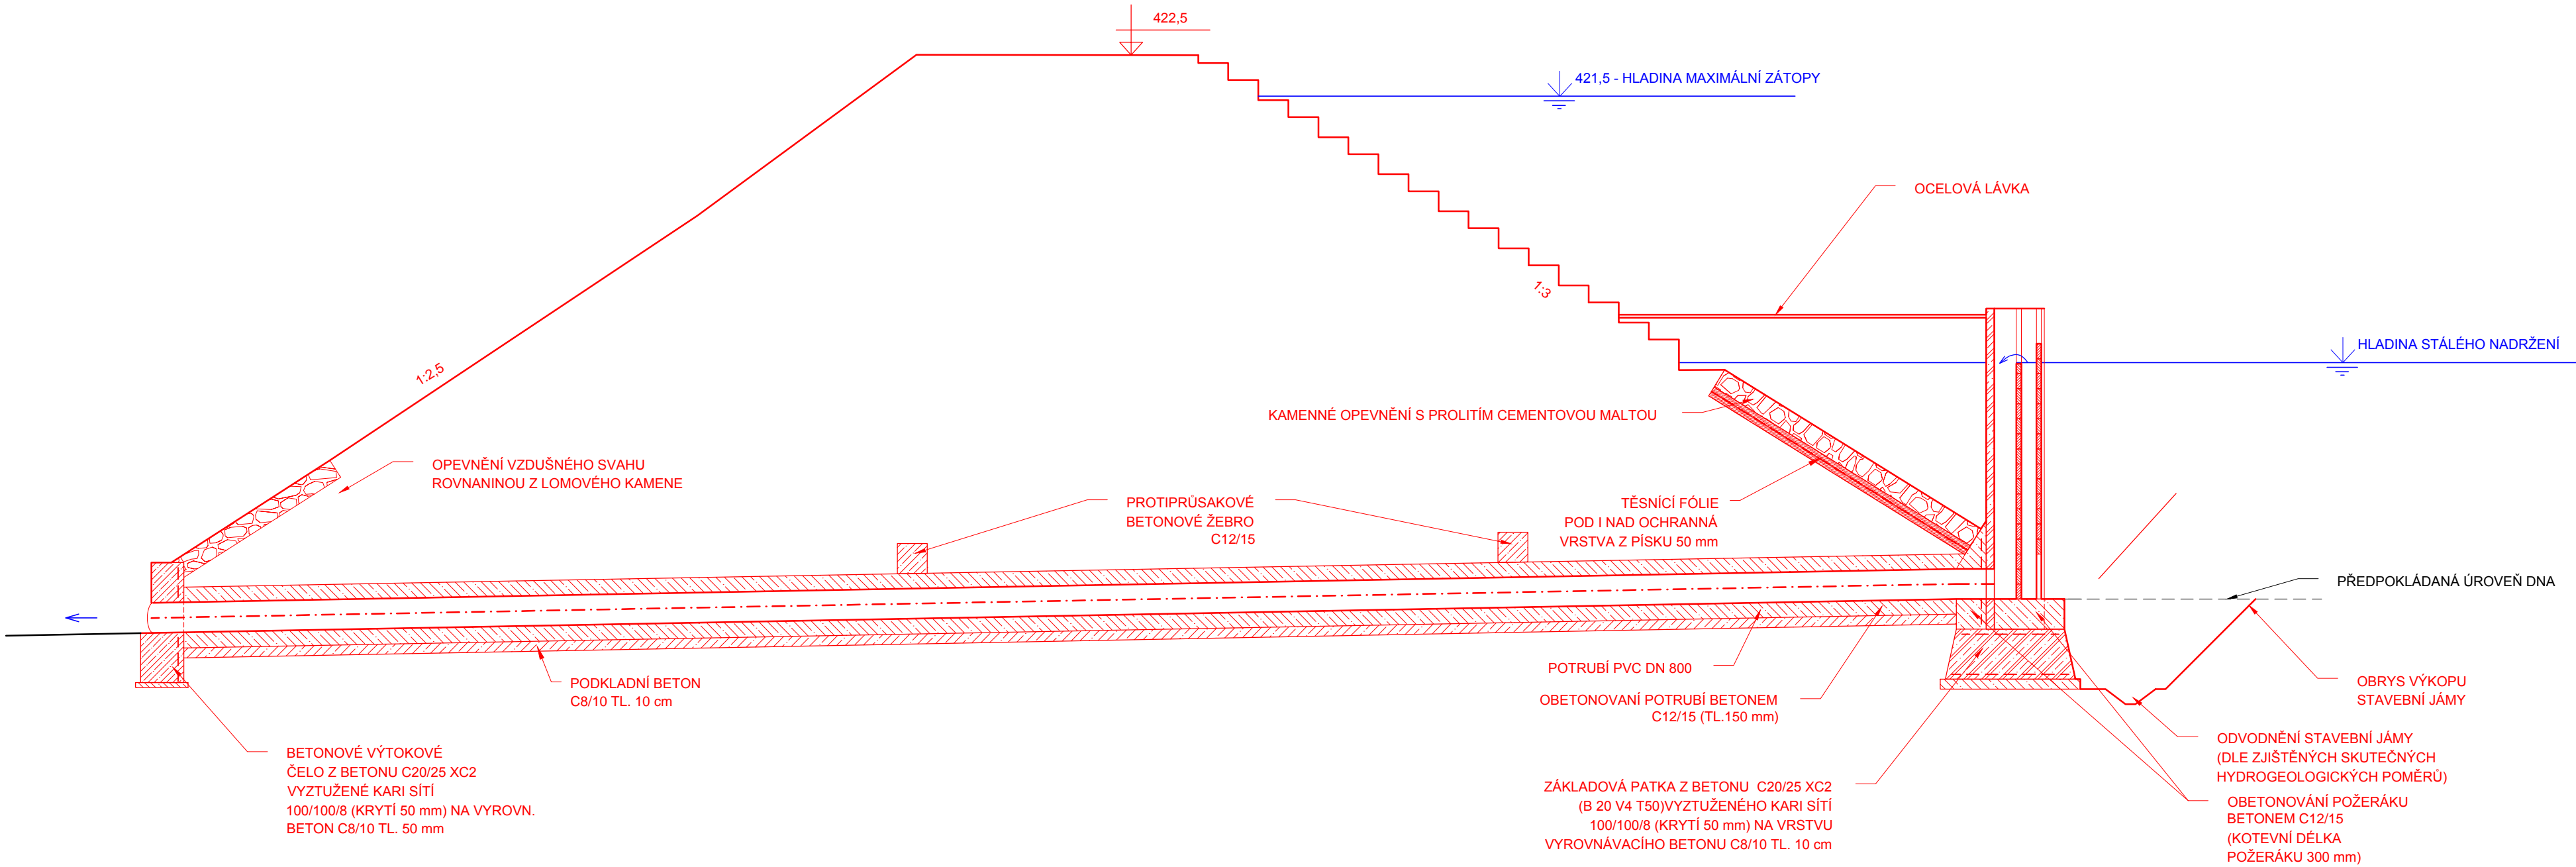 422,5
421,5 - HLADINA MAXIMÁLNÍ ZÁTOPY
OCELOVÁ LÁVKA
1:3
HLADINA STÁLÉHO NADRŽENÍ
1:2,5
KAMENNÉ OPEVNĚNÍ S PROLITÍM CEMENTOVOU MALTOU
OPEVNĚNÍ VZDUŠNÉHO SVAHU
ROVNANINOU Z LOMOVÉHO KAMENE
PROTIPRŮSAKOVÉ
BETONOVÉ ŽEBRO
C12/15
TĚSNÍCÍ FÓLIE
POD I NAD OCHRANNÁ
VRSTVA Z PÍSKU 50 mm
PŘEDPOKLÁDANÁ ÚROVEŇ DNA
POTRUBÍ PVC DN 800
PODKLADNÍ BETON
C8/10 TL. 10 cm
OBETONOVANÍ POTRUBÍ BETONEM
C12/15 (TL.150 mm)
OBRYS VÝKOPU
STAVEBNÍ JÁMY
BETONOVÉ VÝTOKOVÉ
ČELO Z BETONU C20/25 XC2
VYZTUŽENÉ KARI SÍTÍ
100/100/8 (KRYTÍ 50 mm) NA VYROVN.
BETON C8/10 TL. 50 mm
ODVODNĚNÍ STAVEBNÍ JÁMY
(DLE ZJIŠTĚNÝCH SKUTEČNÝCH
HYDROGEOLOGICKÝCH POMĚRŮ)
ZÁKLADOVÁ PATKA Z BETONU C20/25 XC2
(B 20 V4 T50)VYZTUŽENÉHO KARI SÍTÍ
100/100/8 (KRYTÍ 50 mm) NA VRSTVU
VYROVNÁVACÍHO BETONU C8/10 TL. 10 cm
OBETONOVÁNÍ POŽERÁKU
BETONEM C12/15
(KOTEVNÍ DÉLKA
POŽERÁKU 300 mm)